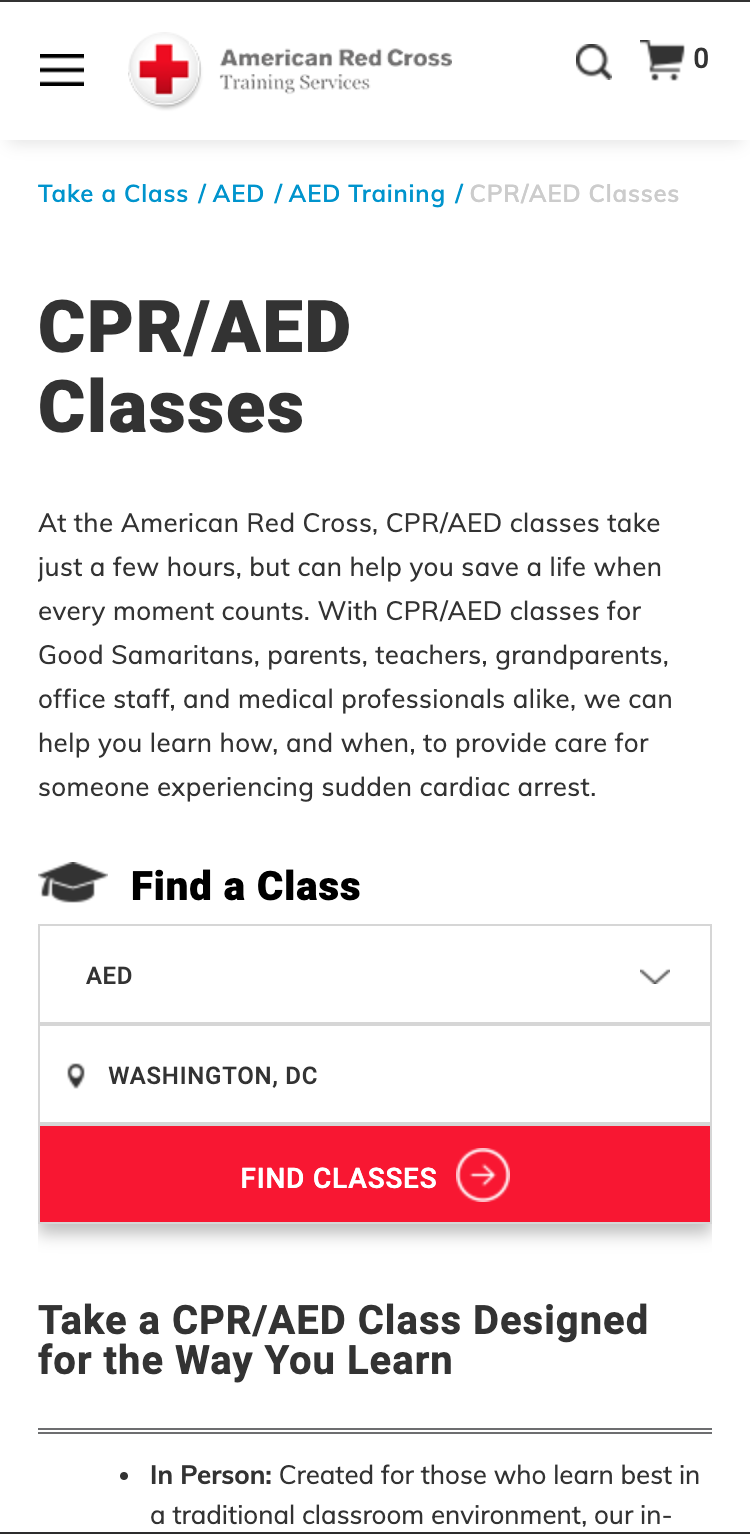 American Red Cross
Training Services
0
Take a Class / AED / AED Training / CPR/AED Classes
CPR/AED
Classes
At the American Red Cross, CPR/AED classes take
just a few hours, but can help you save a life when
every moment counts. With CPR/AED classes for
Good Samaritans, parents, teachers, grandparents,
office staff, and medical professionals alike, we can
help you learn how, and when, to provide care for
someone experiencing sudden cardiac arrest.
Find a Class
AED
WASHINGTON, DC
FIND CLASSES
Take a CPR/AED Class Designed
for the Way You Learn
• In Person: Created for those who learn best in
a traditional classroom environment, our in-